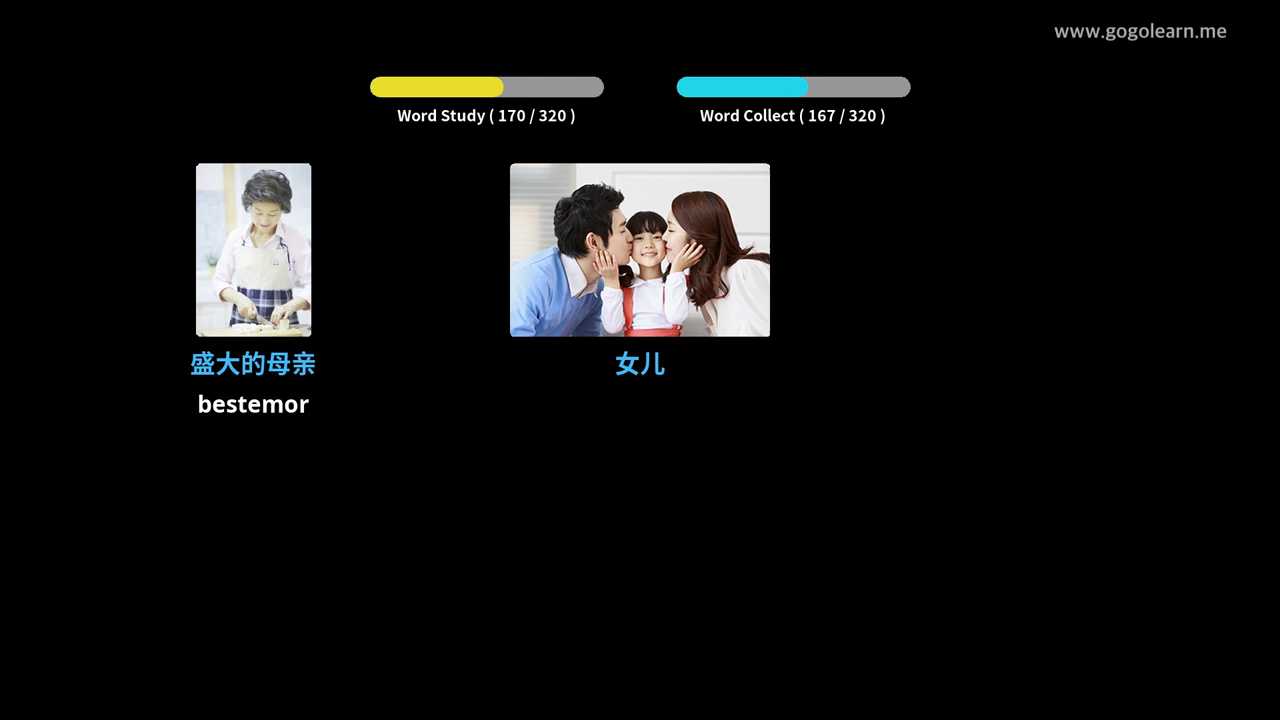 www.gogolearn.me
Word Study ( 170 / 320 )
Word Collect ( 167 / 320 )
盛大的母亲
女儿
bestemor